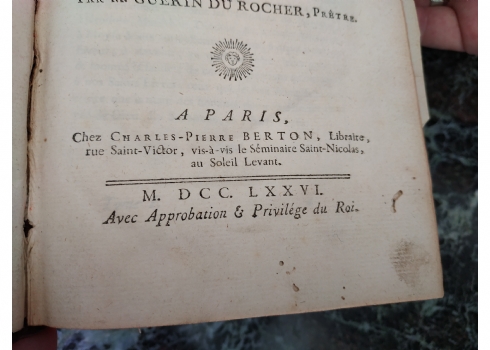 PAR M. GUERIN DU ROCHER, PRÊTRE.
A PARIS,
Chez CHARLES-PIERRE BERTON, Libraire,
rue Saint-Victor, vis-à-vis le Séminaire Saint-Nicolas,
au Soleil Levant.
M. DCC. LXXVI.
Avec Approbation & Privilége du Roi.